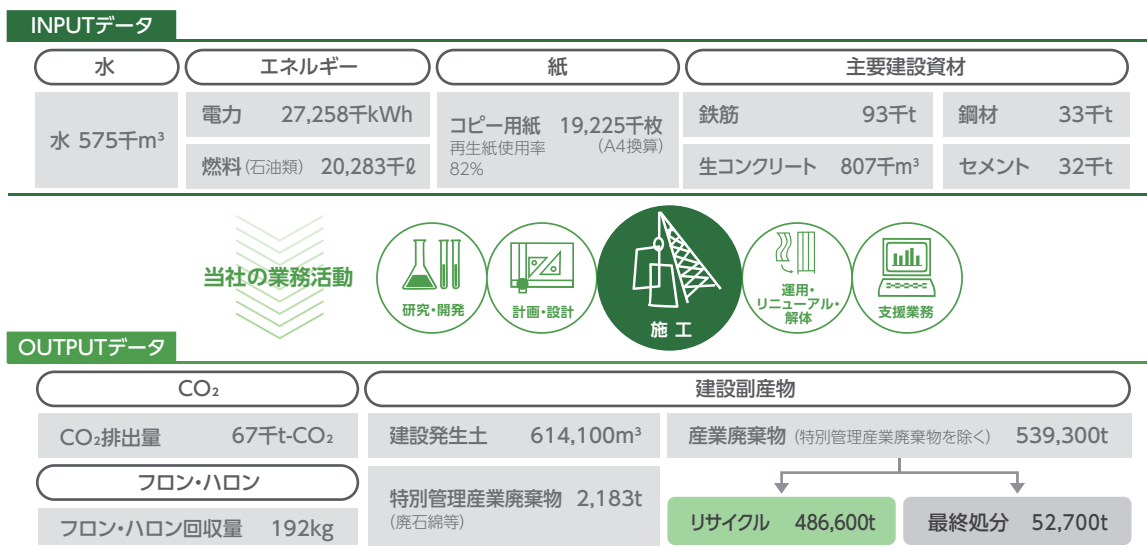 INPUTデータ
水
エネルギー
紙
主要建設資材
水 575千m³
電力 27,258千kWh
燃料(石油類) 20,283千ℓ
コピー用紙 19,225千枚
再生紙使用率 (A4換算)
82%
鉄筋 93千t
鋼材 33千t
生コンクリート 807千m³
セメント 32千t
当社の業務活動
研究・開発
計画・設計
施工
運用・
リニューアル・
解体
支援業務
OUTPUTデータ
CO₂
建設副産物
CO₂排出量 67千t-CO₂
建設発生土 614,100m³
産業廃棄物 (特別管理産業廃棄物を除く) 539,300t
フロン・ハロン
特別管理産業廃棄物 2,183t
(廃石綿等)
フロン・ハロン回収量 192kg
リサイクル 486,600t
最終処分 52,700t